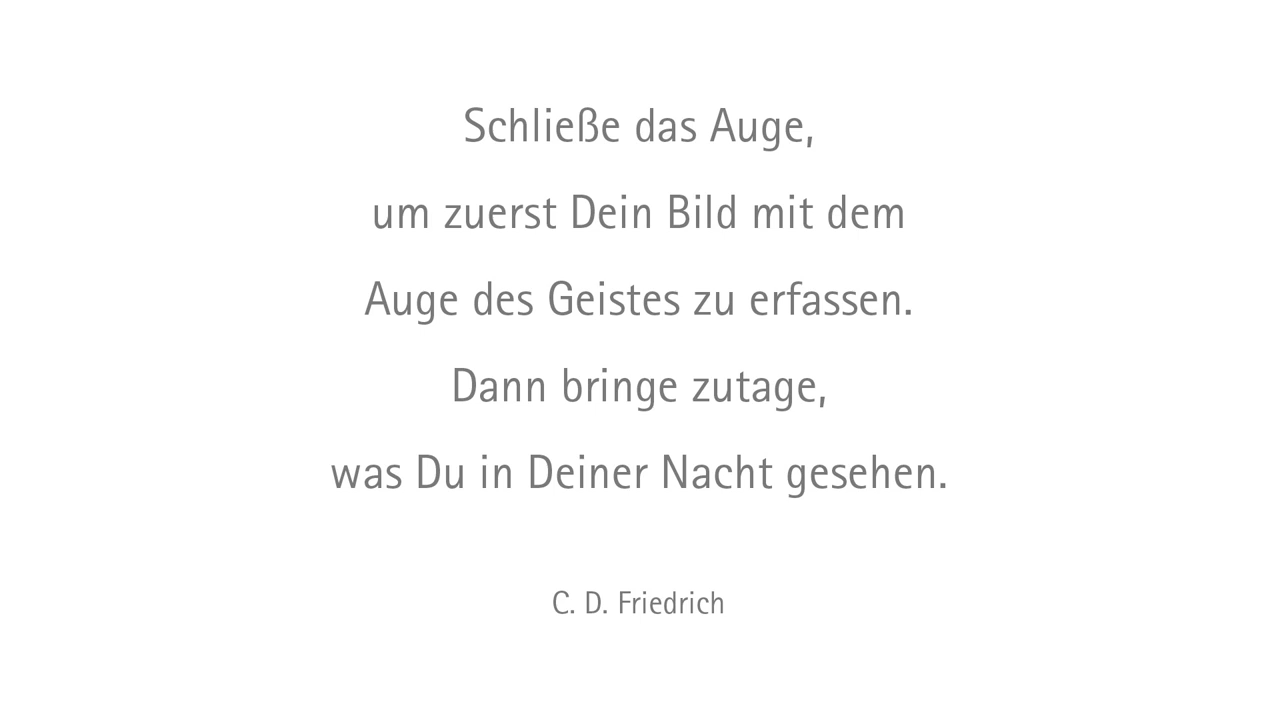 Schließe das Auge,
um zuerst Dein Bild mit dem
Auge des Geistes zu erfassen.
Dann bringe zutage,
was Du in Deiner Nacht gesehen.
C. D. Friedrich